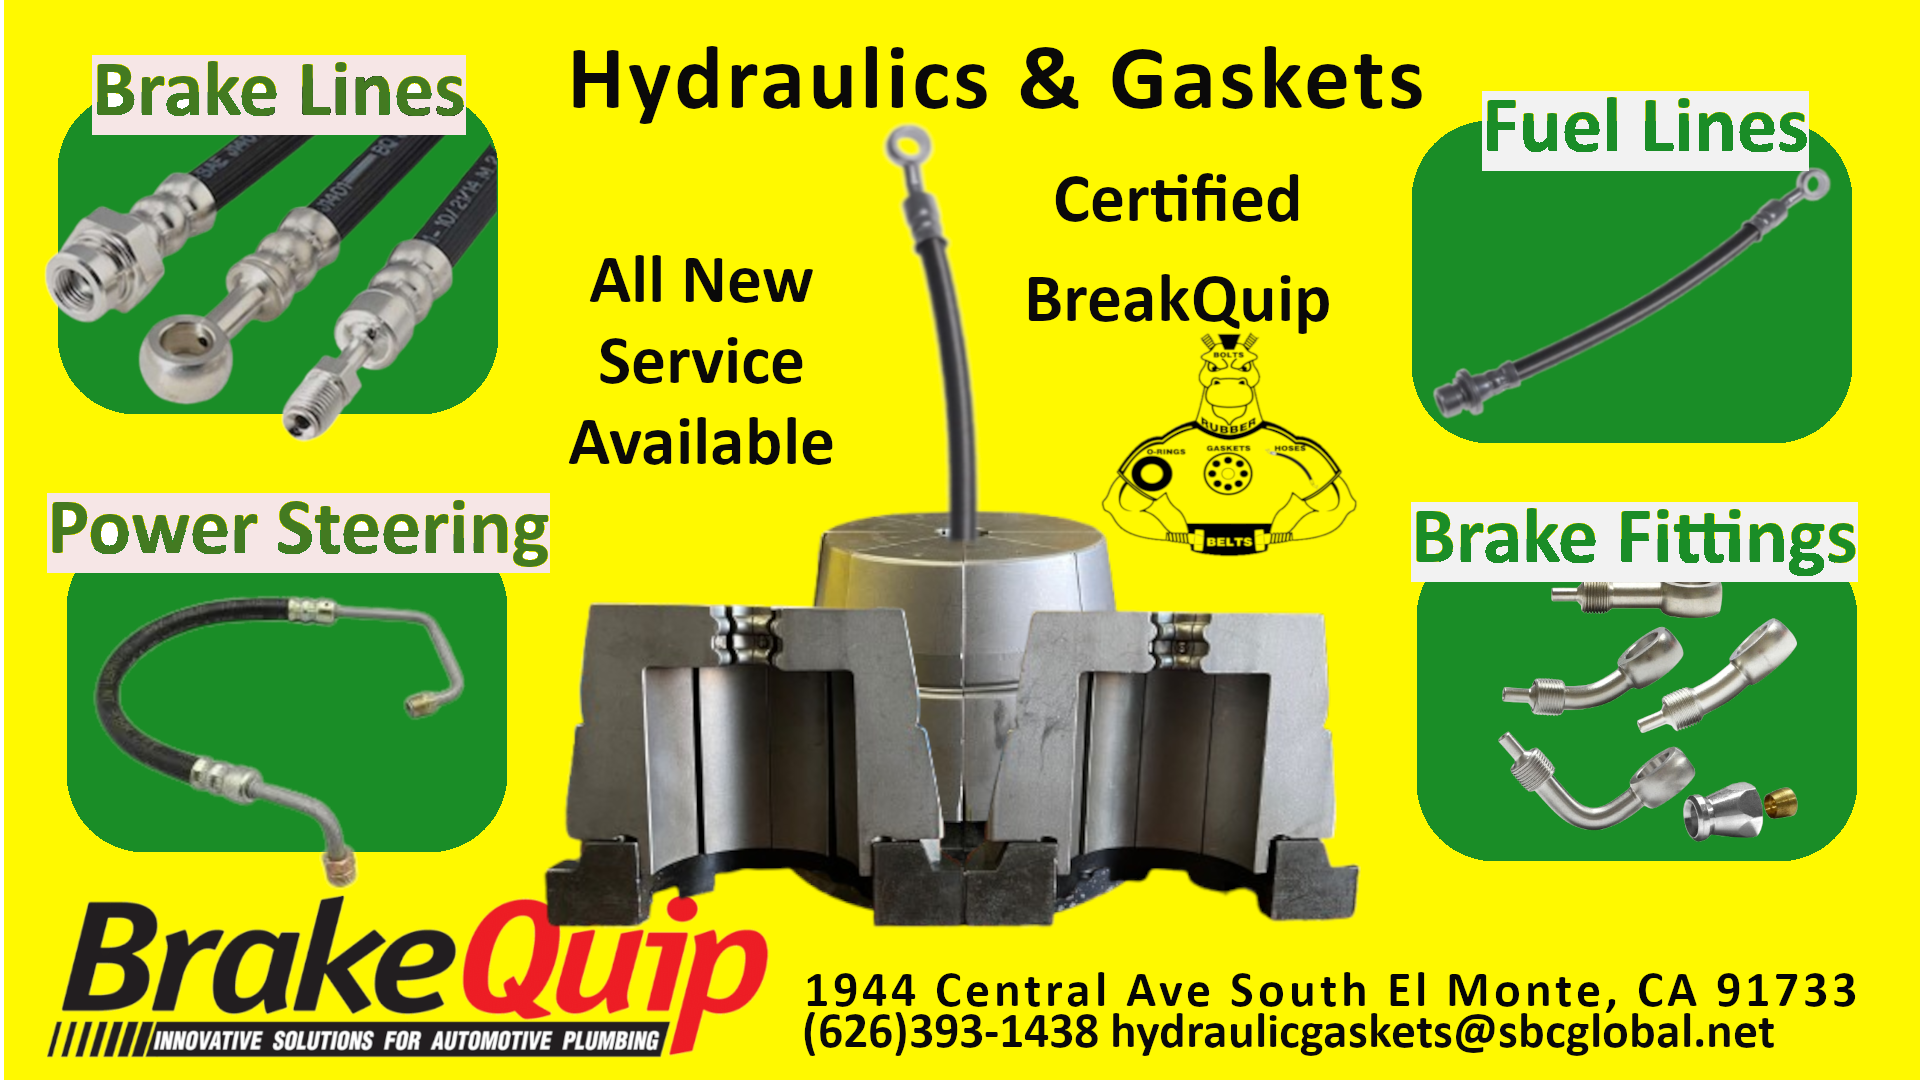 Hydraulics & Gaskets
Brake Lines
Fuel Lines
Certified
BreakQuip
All New
Service
Available
BOLTS
RUBBER
O-RINGS GASKETS HOSES
BELTS
Power Steering
Brake Fittings
BrakeQuip
INNOVATIVE SOLUTIONS FOR AUTOMOTIVE PLUMBING
1944 Central Ave South El Monte, CA 91733
(626)393-1438 hydraulicgaskets@sbcglobal.net